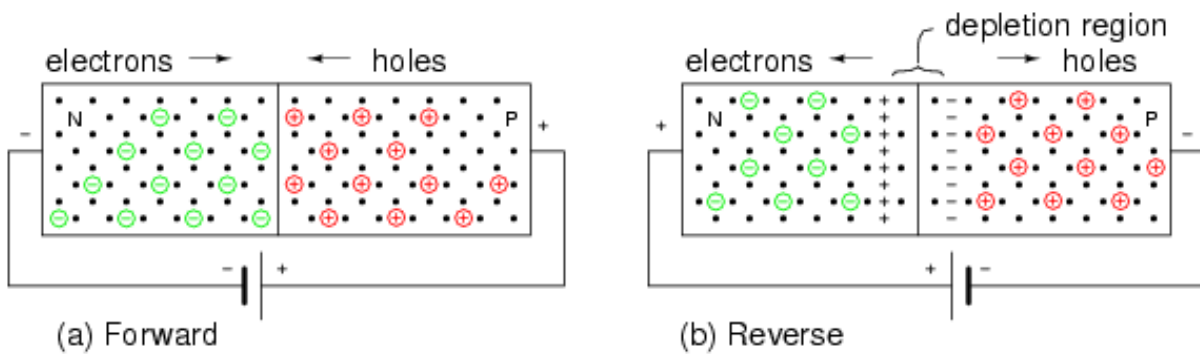 depletion region
electrons holes electrons holes
N P N P
- + + -
- + + -
(a) Forward (b) Reverse